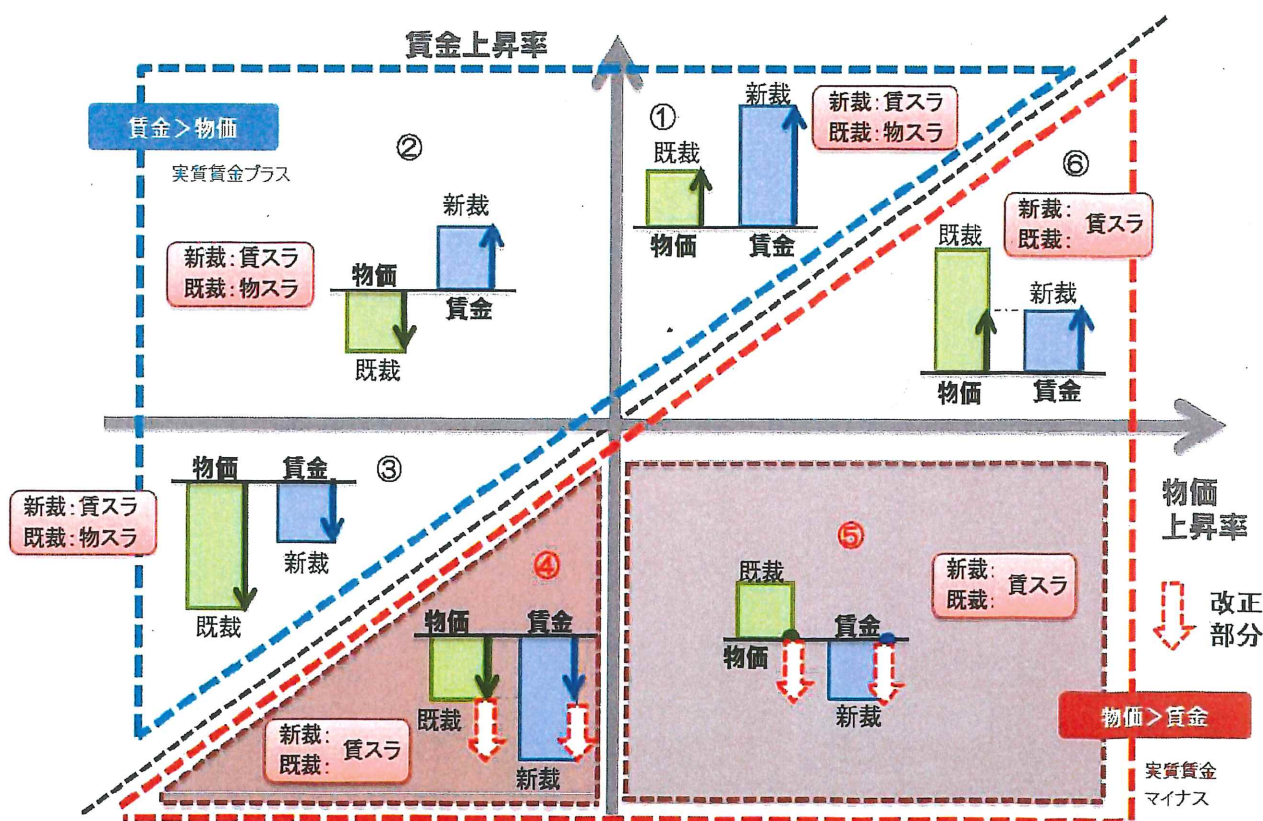 賃金上昇率
賃金＞物価
実質賃金プラス
②
新裁：賃スラ
既裁：物スラ
物価
新裁
賃金
既裁
①
既裁
新裁
物価
賃金
新裁：賃スラ
既裁：物スラ
⑥
新裁：
既裁：
賃スラ
既裁
新裁
物価
賃金
③
物価
賃金
新裁：賃スラ
既裁：物スラ
新裁
既裁
④
物価
賃金
既裁
新裁
新裁：
既裁：
賃スラ
⑤
既裁
賃金
物価
新裁
新裁：
既裁：
賃スラ
物価
上昇率
改正
部分
物価＞賃金
実質賃金
マイナス